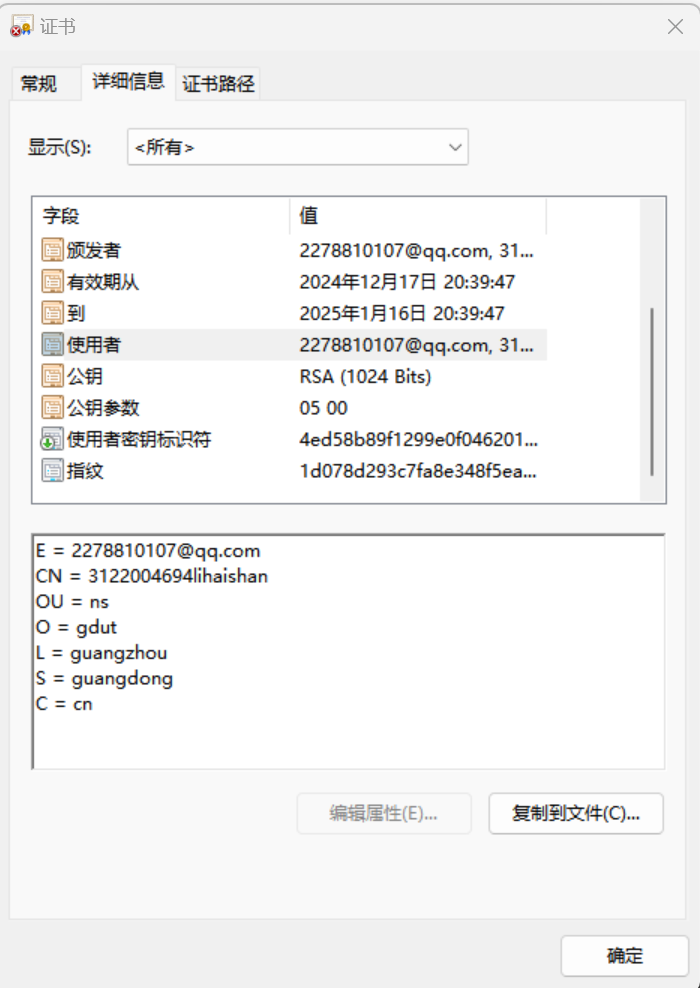 证书
常规 详细信息 证书路径
显示(S): <所有>
字段 值
颁发者 2278810107@qq.com, 31...
有效期从 2024年12月17日 20:39:47
到 2025年1月16日 20:39:47
使用者 2278810107@qq.com, 31...
公钥 RSA (1024 Bits)
公钥参数 05 00
使用者密钥标识符 4ed58b89f1299e0f046201...
指纹 1d078d293c7fa8e348f5ea...
E = 2278810107@qq.com
CN = 3122004694lihaishan
OU = ns
O = gdut
L = guangzhou
S = guangdong
C = cn
编辑属性(E)... 复制到文件(C)...
确定